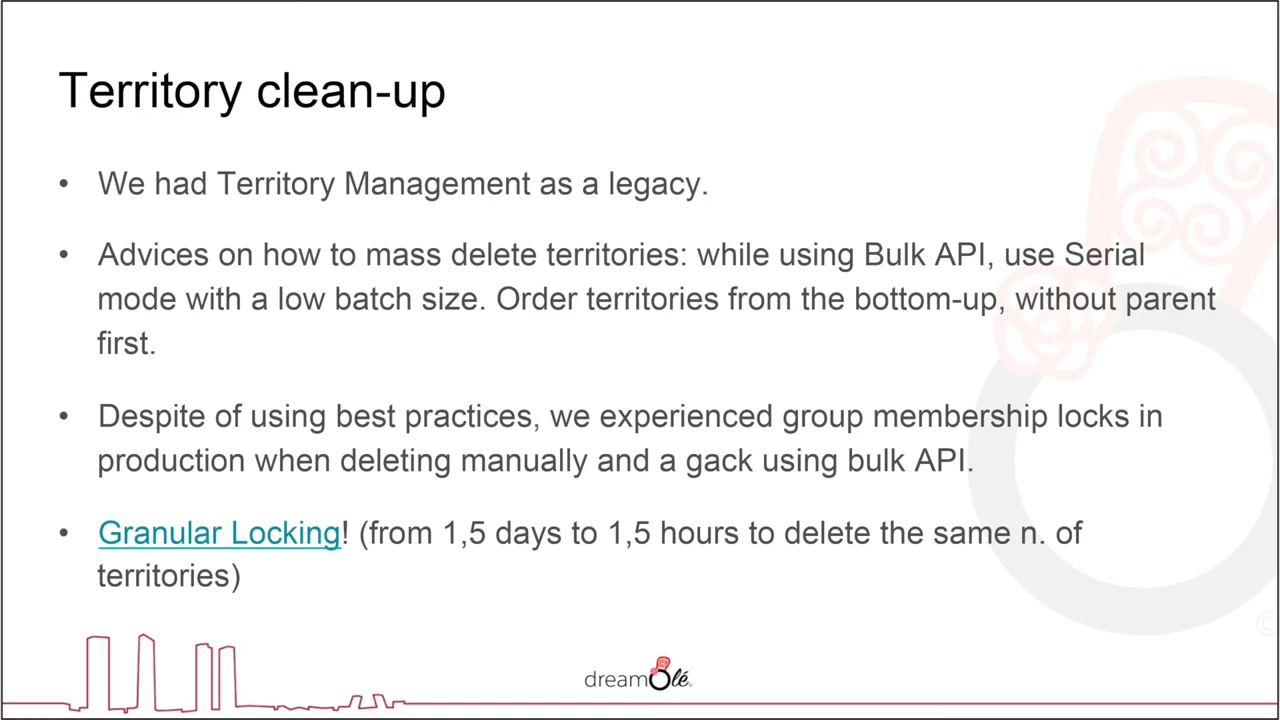 Territory clean-up
• We had Territory Management as a legacy.
• Advices on how to mass delete territories: while using Bulk API, use Serial
mode with a low batch size. Order territories from the bottom-up, without parent
first.
• Despite of using best practices, we experienced group membership locks in
production when deleting manually and a gack using bulk API.
• Granular Locking! (from 1,5 days to 1,5 hours to delete the same n. of
territories)
©
dreamOlé